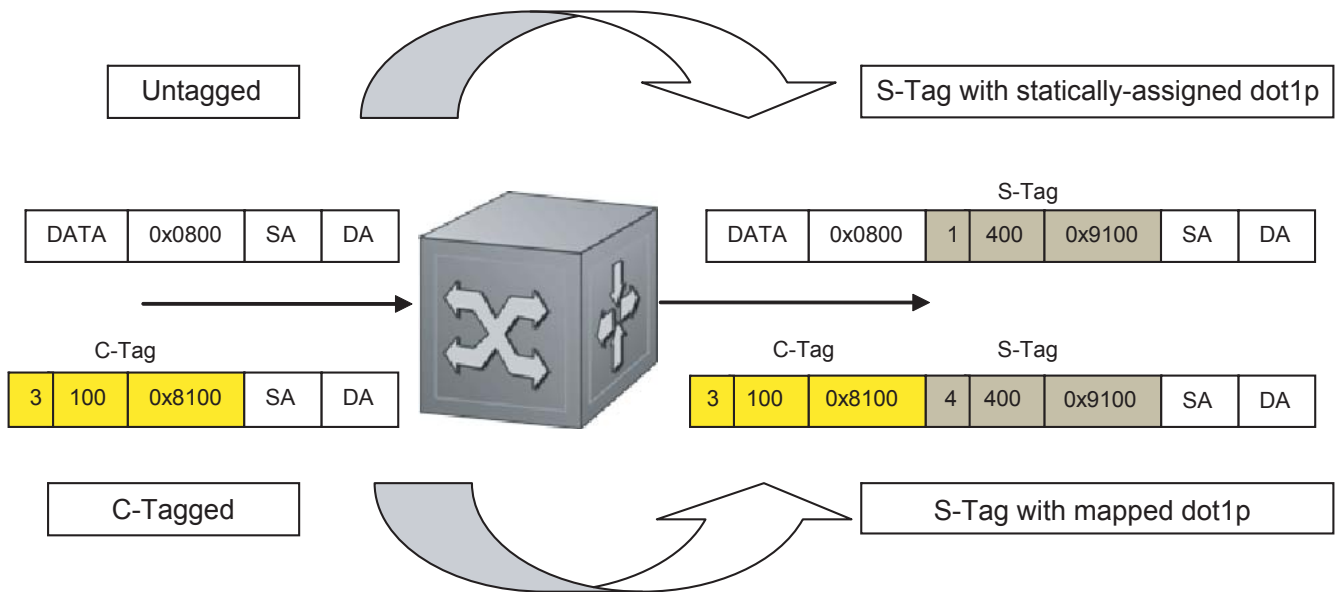 Untagged
S-Tag with statically-assigned dot1p
S-Tag
DATA 0x0800 SA DA
DATA 0x0800 1 400 0x9100 SA DA
C-Tag
C-Tag S-Tag
3 100 0x8100 SA DA
3 100 0x8100 4 400 0x9100 SA DA
C-Tagged
S-Tag with mapped dot1p